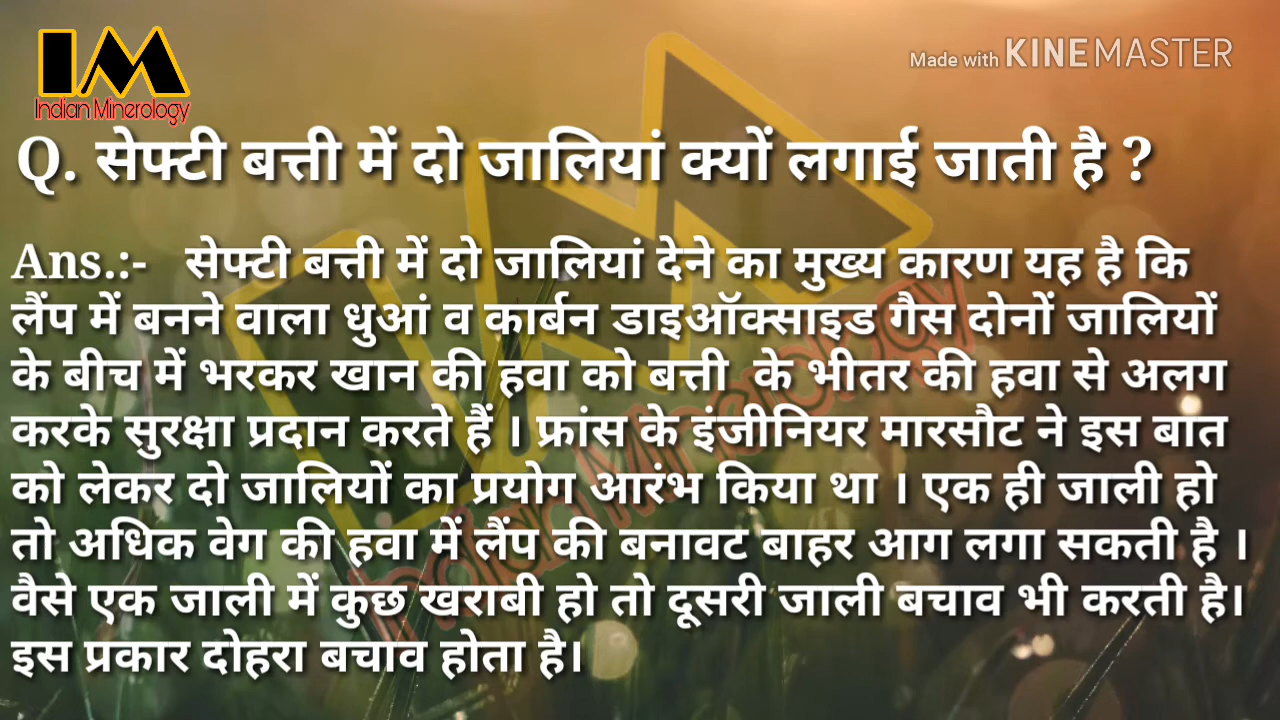 IM
Indian Minerology
Made with KINEMASTER
Q. सेफ्टी बत्ती में दो जालियां क्यों लगाई जाती है ?
Ans.:- सेफ्टी बत्ती में दो जालियां देने का मुख्य कारण यह है कि
लैंप में बनने वाला धुआं व कार्बन डाइऑक्साइड गैस दोनों जालियों
के बीच में भरकर खान की हवा को बत्ती के भीतर की हवा से अलग
करके सुरक्षा प्रदान करते हैं । फ्रांस के इंजीनियर मारसौट ने इस बात
को लेकर दो जालियों का प्रयोग आरंभ किया था । एक ही जाली हो
तो अधिक वेग की हवा में लैंप की बनावट बाहर आग लगा सकती है ।
वैसे एक जाली में कुछ खराबी हो तो दूसरी जाली बचाव भी करती है।
इस प्रकार दोहरा बचाव होता है।